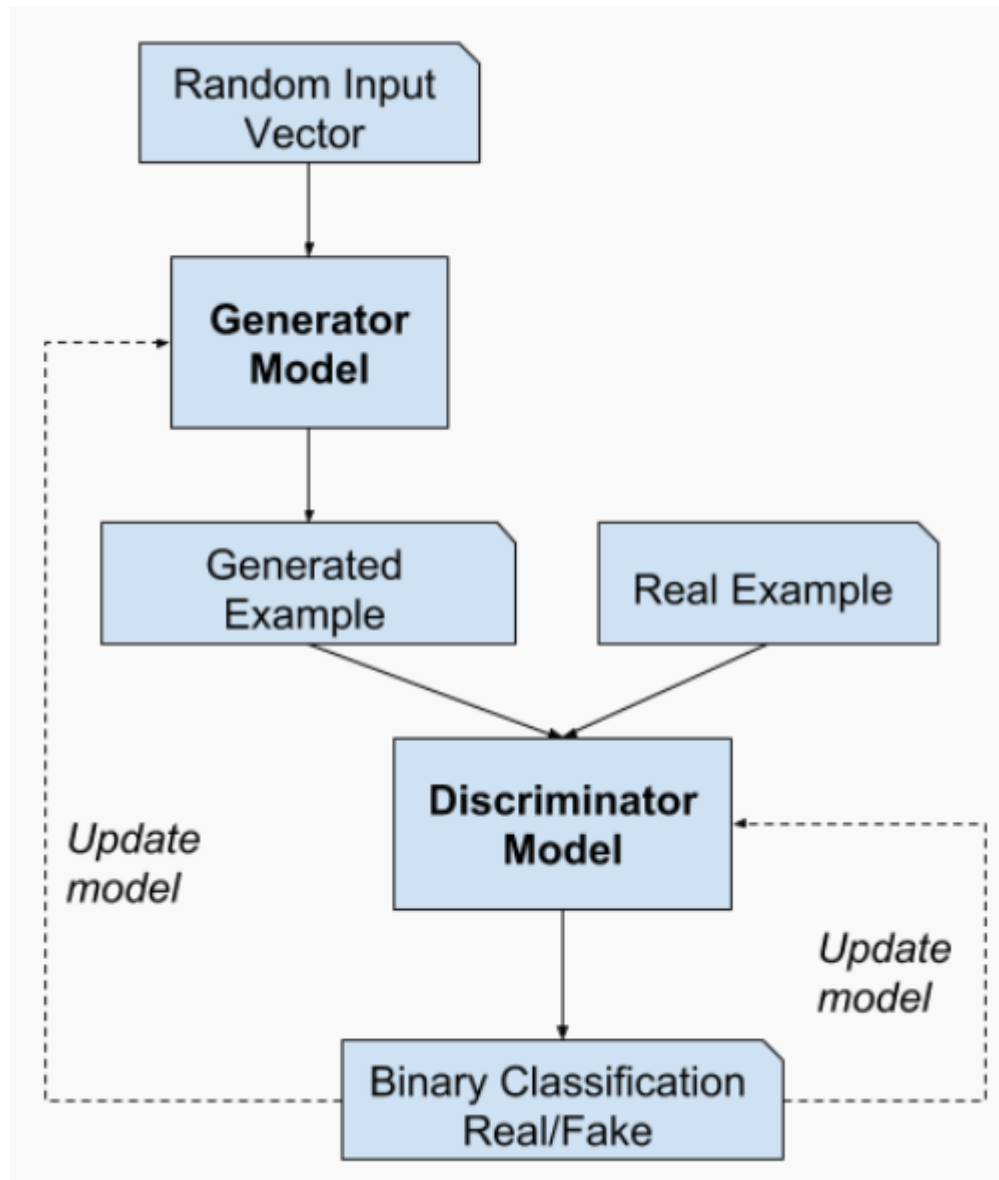 Random Input
Vector
Generator
Model
Generated
Example
Real Example
Discriminator
Model
Update
model
Update
model
Binary Classification
Real/Fake